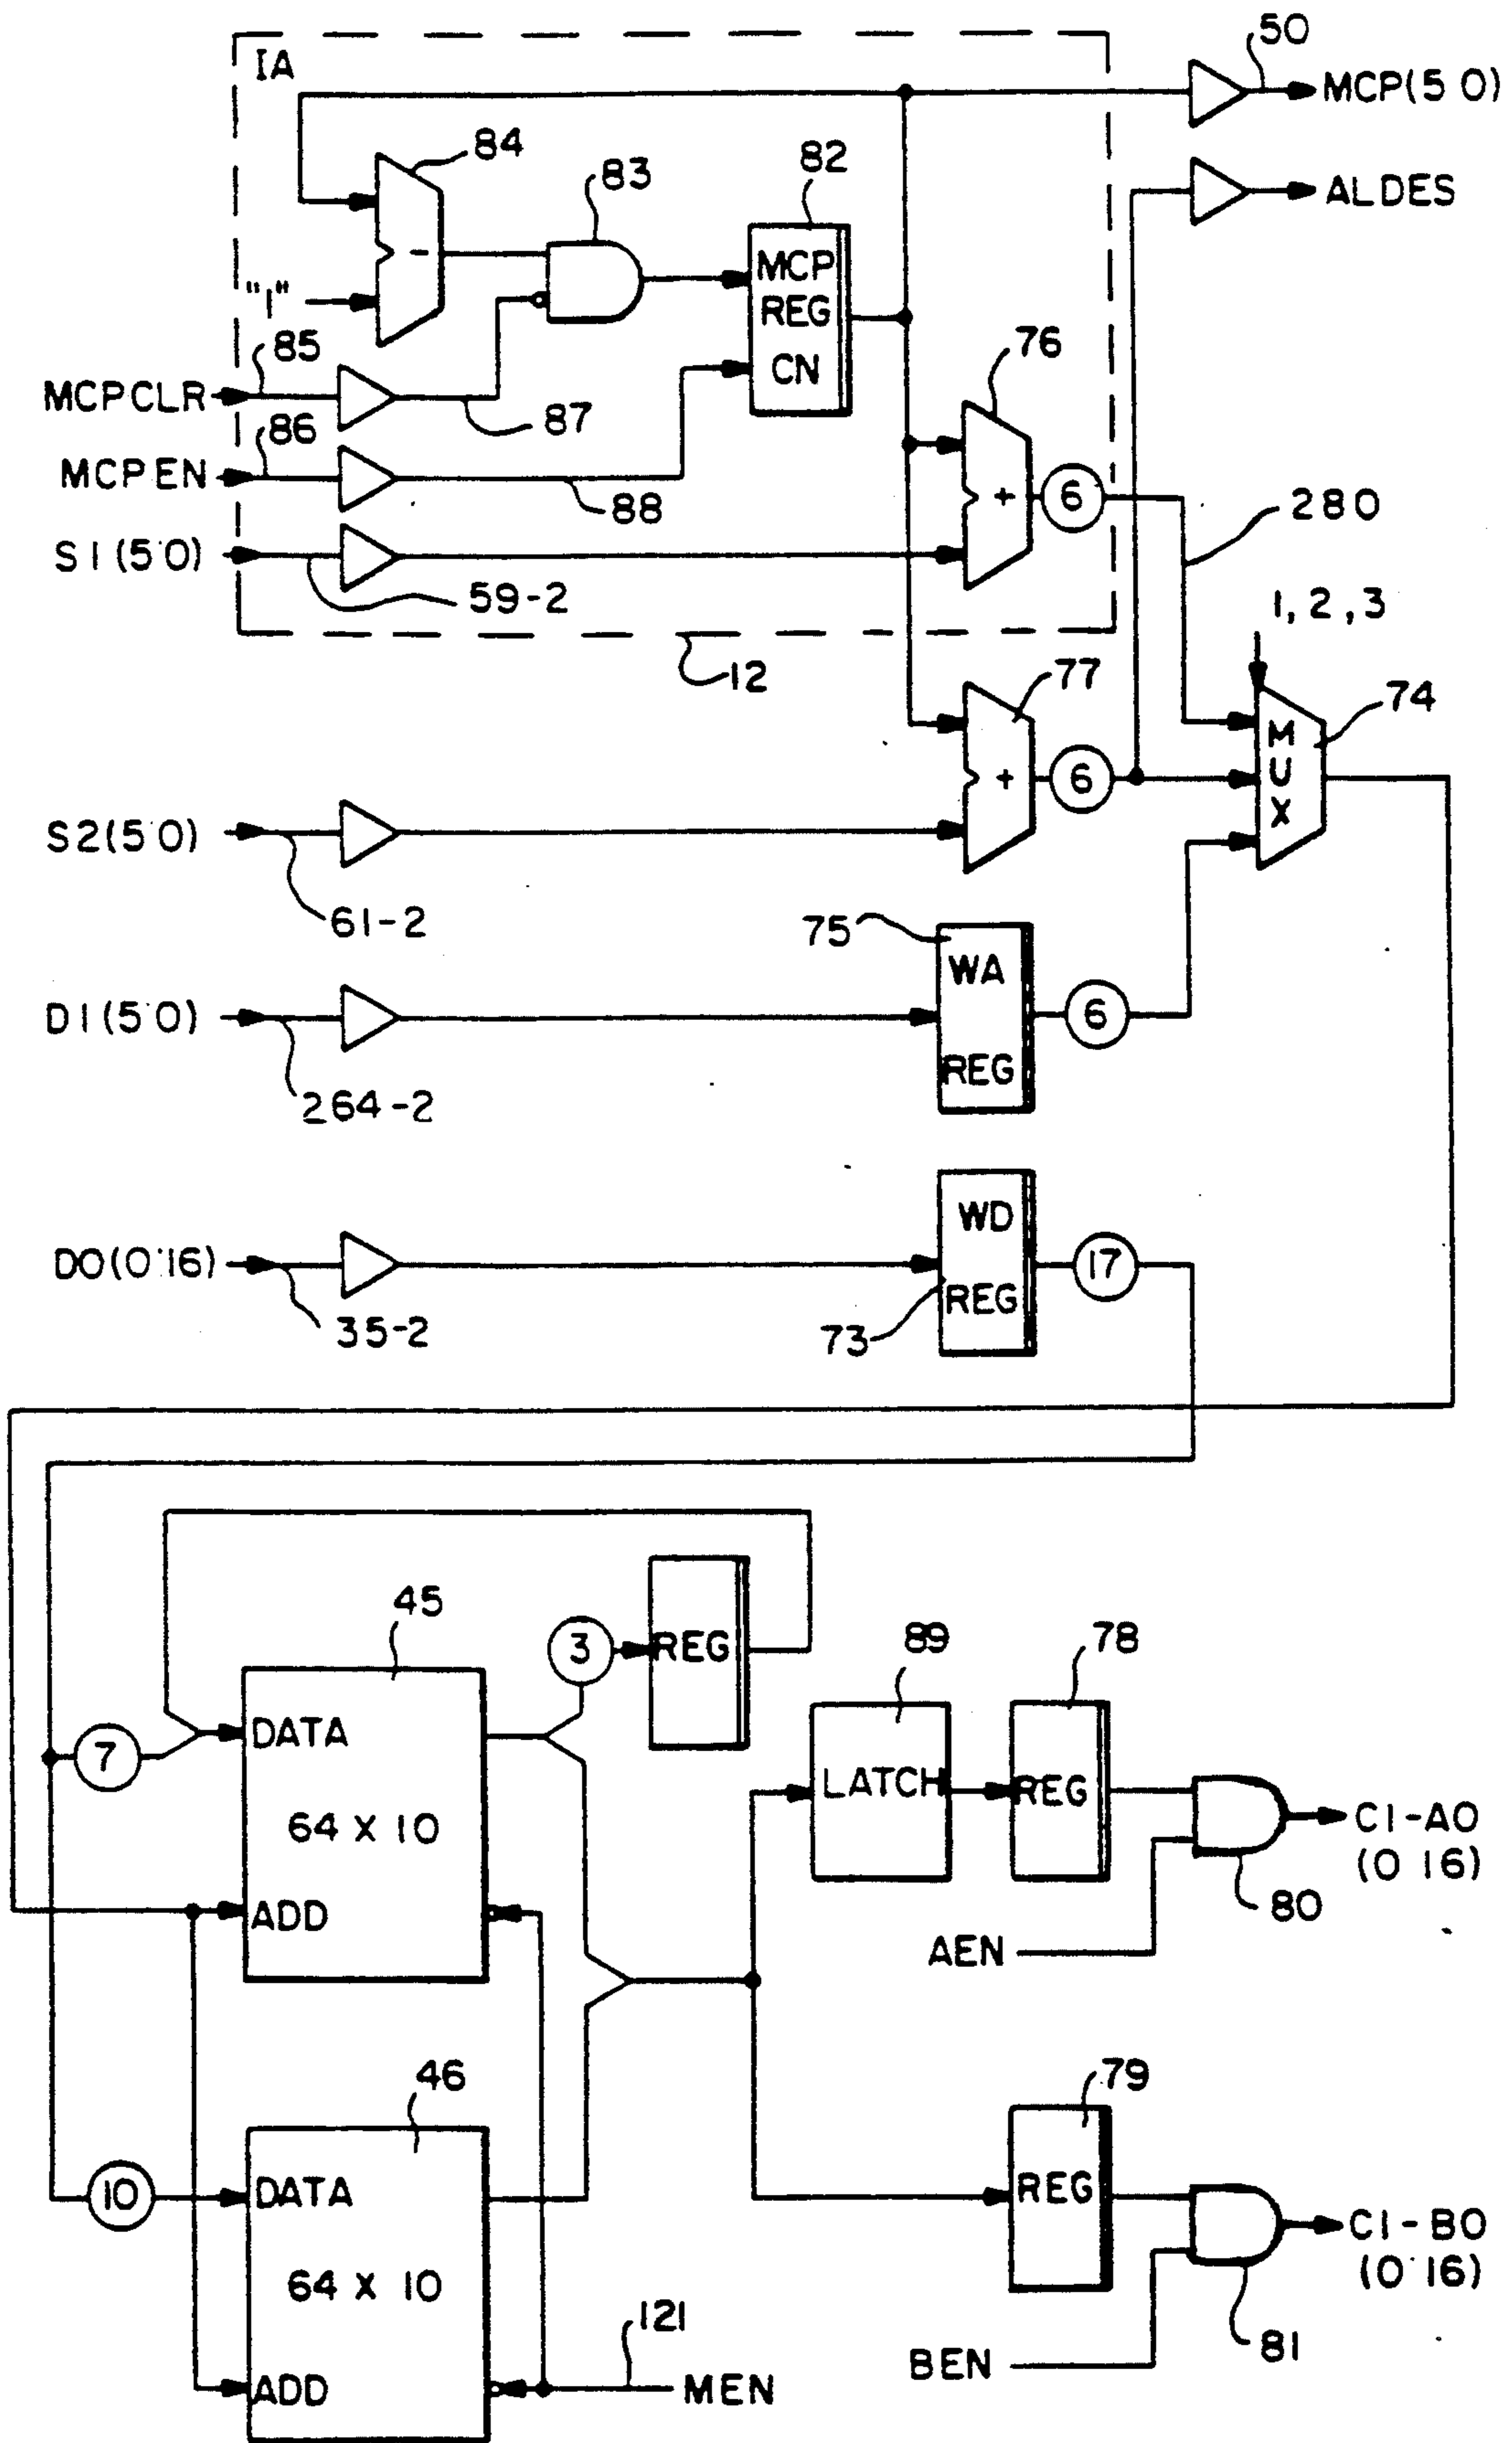 50
IA
MCP(5 0)
84
82
83
ALDES
MCP
REG
CN
"1"
85
76
MCPCLR
86
87
MCPEN
88
6
280
S1(5:0)
59-2
1, 2, 3
12
77
74
MUX
6
S2(5:0)
61-2
75
WA
REG
D1(5:0)
6
264-2
WD
REG
D0(0:16)
17
35-2
73
45
3
REG
89
78
DATA
7
LATCH
REG
64 X 10
C1-A0
(0 16)
ADD
80
AEN
46
79
DATA
10
REG
C1-B0
(0:16)
64 X 10
121
81
BEN
ADD
MEN